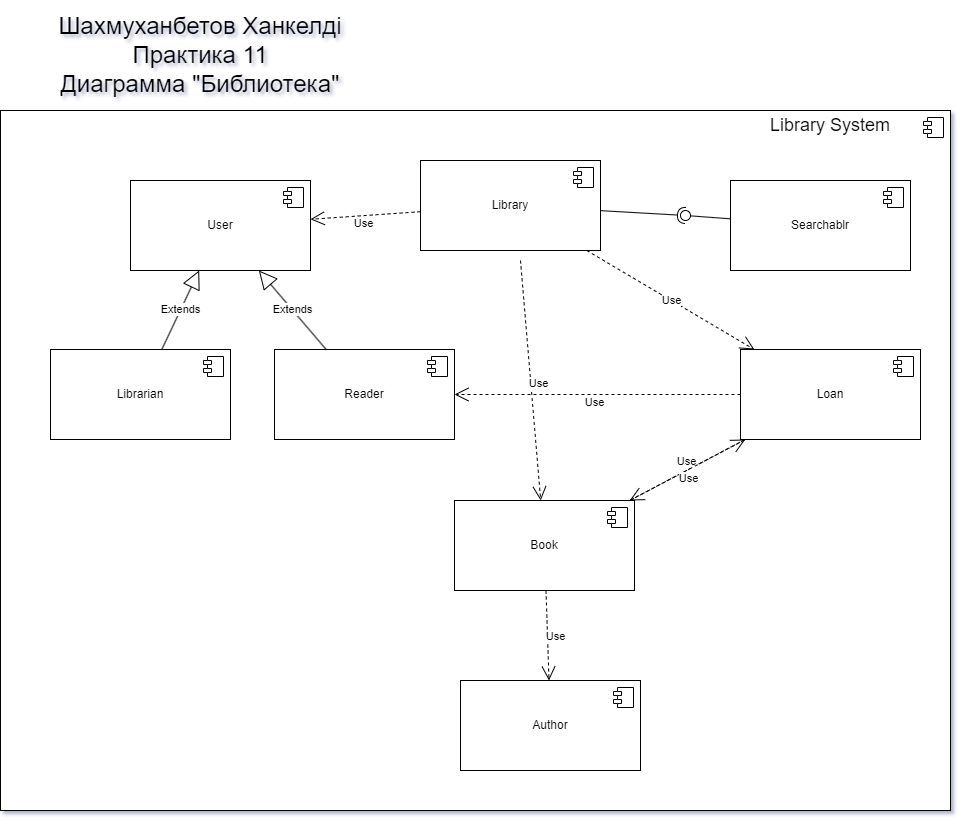 Шахмуханбетов Ханкелді
Практика 11
Диаграмма "Библиотека"
Library System
User
Use
Library
Searchablr
Extends
Extends
Use
Librarian
Reader
Use
Use
Loan
Use
Use
Book
Use
Author